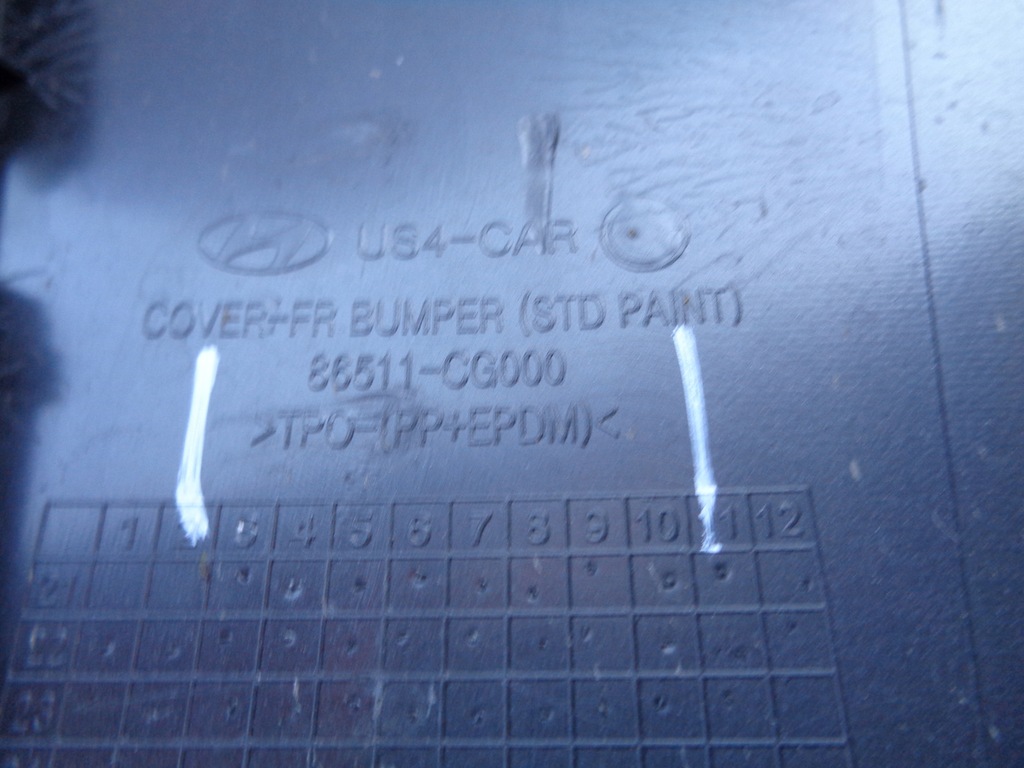 US4-CAR
COVER-FR BUMPER (STD PAINT)
86511-CG000
>TPO-(PP+EPDM)<
1 3 4 5 6 7 8 9 10 11 12
21
22
23